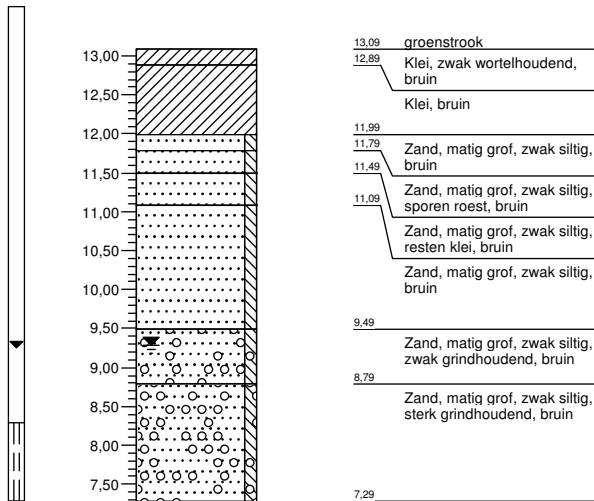 13,00
12,50
12,00
11,50
11,00
10,50
10,00
9,50
9,00
8,50
8,00
7,50
13,09 groenstrook
12,89 Klei, zwak wortelhoudend,
bruin
Klei, bruin
11,99
11,79 Zand, matig grof, zwak siltig,
bruin
11,49 Zand, matig grof, zwak siltig,
sporen roest, bruin
11,09 Zand, matig grof, zwak siltig,
resten klei, bruin
Zand, matig grof, zwak siltig,
bruin
9,49
Zand, matig grof, zwak siltig,
zwak grindhoudend, bruin
8,79
Zand, matig grof, zwak siltig,
sterk grindhoudend, bruin
7,29